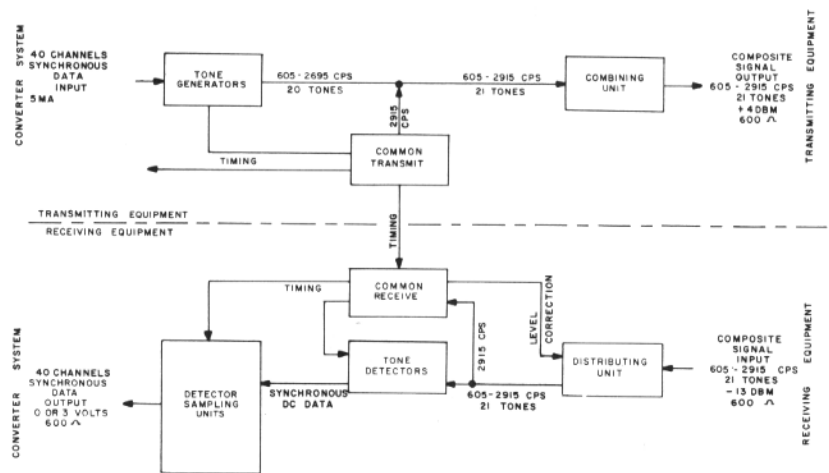 CONVERTER SYSTEM
40 CHANNELS
SYNCHRONOUS
DATA
INPUT
5MA
TONE
GENERATORS
605-2695 CPS
20 TONES
2915
CPS
605-2915 CPS
21 TONES
COMBINING
UNIT
COMPOSITE
SIGNAL
OUTPUT
605-2915 CPS
21 TONES
+4DBM
600 Ω
TRANSMITTING EQUIPMENT
COMMON
TRANSMIT
TIMING
TRANSMITTING EQUIPMENT
RECEIVING EQUIPMENT
TIMING
TIMING
COMMON
RECEIVE
LEVEL
CORRECTION
CONVERTER SYSTEM
40 CHANNELS
SYNCHRONOUS
DATA
OUTPUT
0 OR 3 VOLTS
600 Ω
DETECTOR
SAMPLING
UNITS
SYNCHRONOUS
DC DATA
TONE
DETECTORS
2915 CPS
605-2915 CPS
21 TONES
DISTRIBUTING
UNIT
COMPOSITE
SIGNAL
INPUT
605-2915 CPS
21
TONES
-13 DBM
600 Ω
RECEIVING EQUIPMENT